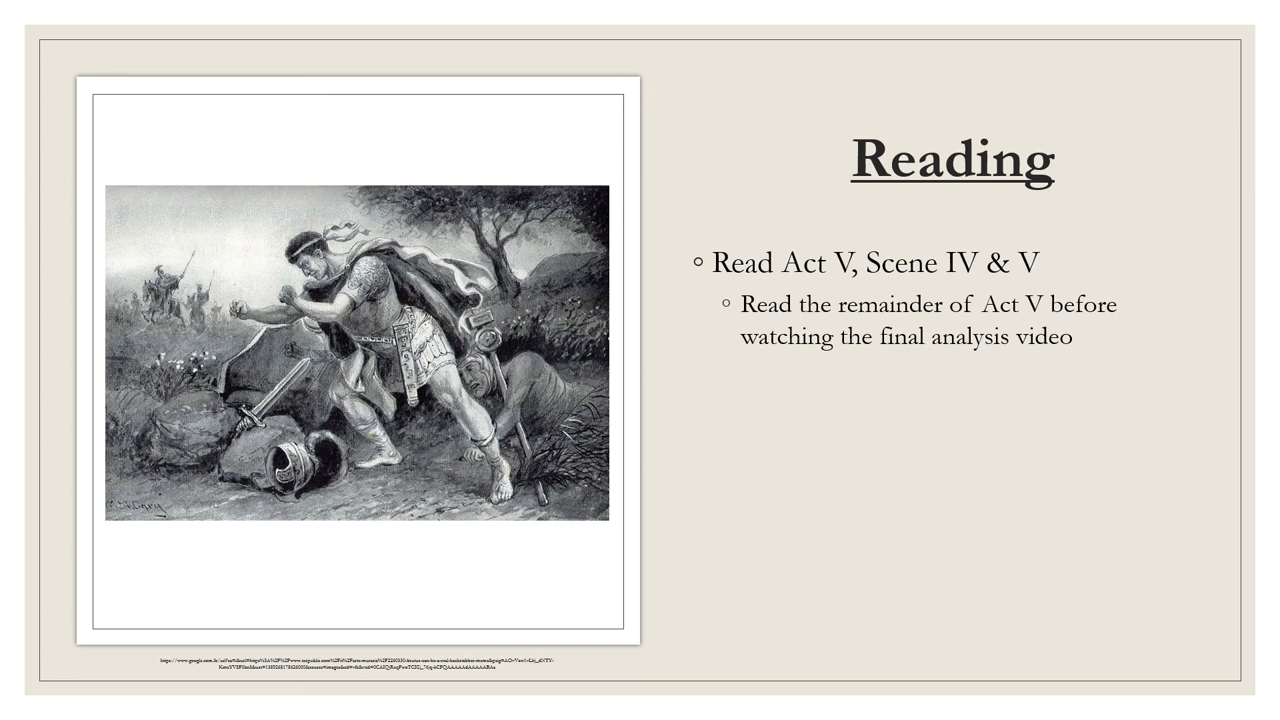 Reading
Read Act V, Scene IV & V
Read the remainder of Act V before
watching the final analysis video